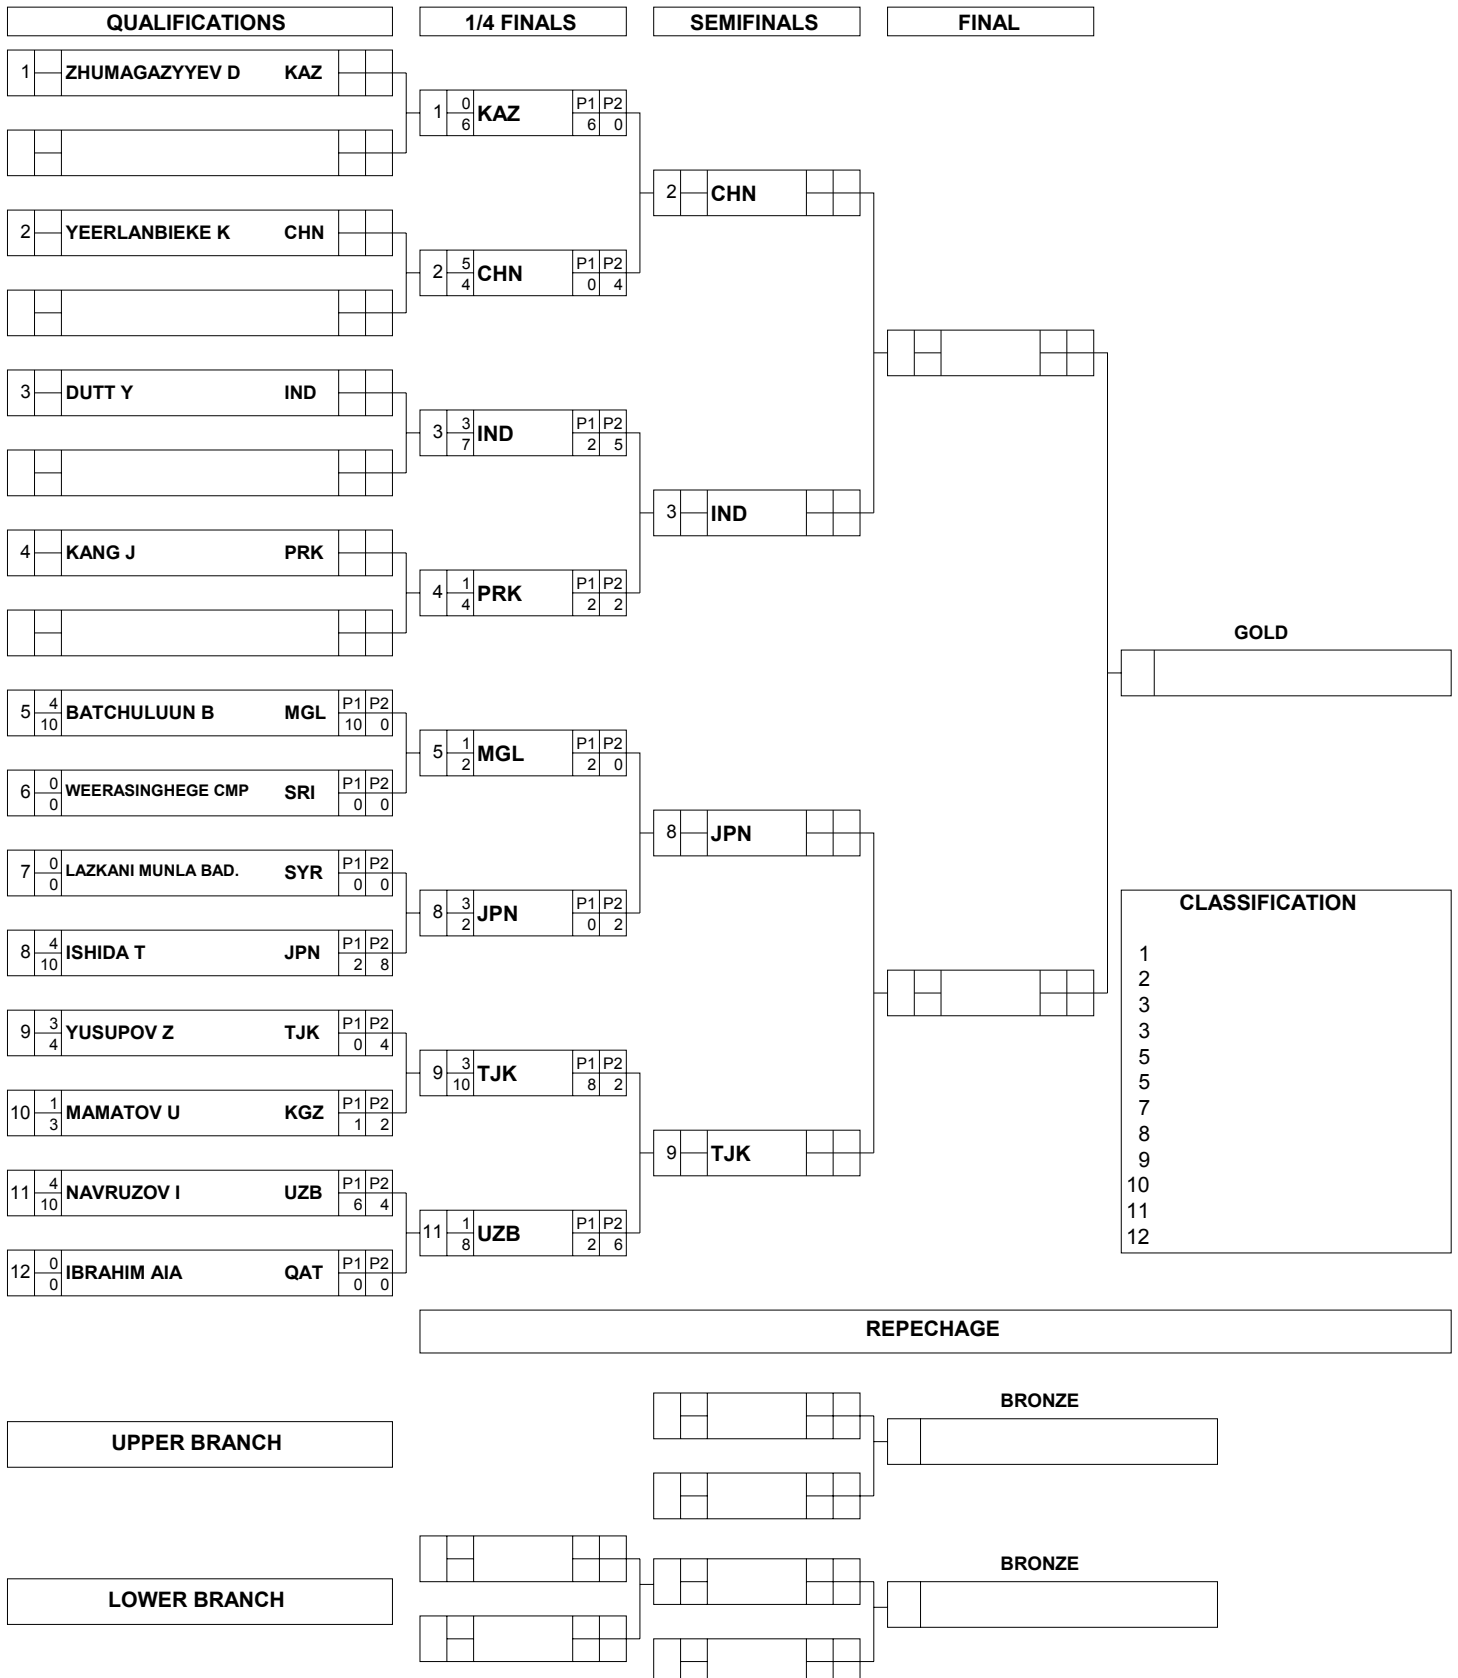 QUALIFICATIONS 1/4 FINALS SEMIFINALS FINAL
1 ZHUMAGAZYYEV D KAZ
1 0 6 KAZ P1 P2 6 0
2 CHN
2 YEERLANBIEKE K CHN
2 5 4 CHN P1 P2 0 4
3 DUTT Y IND
3 3 7 IND P1 P2 2 5
3 IND
4 KANG J PRK
4 1 4 PRK P1 P2 2 2
GOLD
5 4 10 BATCHULUUN B MGL P1 P2 10 0
5 1 2 MGL P1 P2 2 0
6 0 0 WEERASINGHEGE CMP SRI P1 P2 0 0
8 JPN
7 0 0 LAZKANI MUNLA BAD. SYR P1 P2 0 0
8 3 2 JPN P1 P2 0 2
8 4 10 ISHIDA T JPN P1 P2 2 8
9 3 4 YUSUPOV Z TJK P1 P2 0 4
9 3 10 TJK P1 P2 8 2
10 1 3 MAMATOV U KGZ P1 P2 1 2
9 TJK
11 4 10 NAVRUZOV I UZB P1 P2 6 4
11 1 8 UZB P1 P2 2 6
12 0 0 IBRAHIM AIA QAT P1 P2 0 0
CLASSIFICATION
1
2
3
3
5
5
7
8
9
10
11
12
REPECHAGE
BRONZE
UPPER BRANCH
BRONZE
LOWER BRANCH